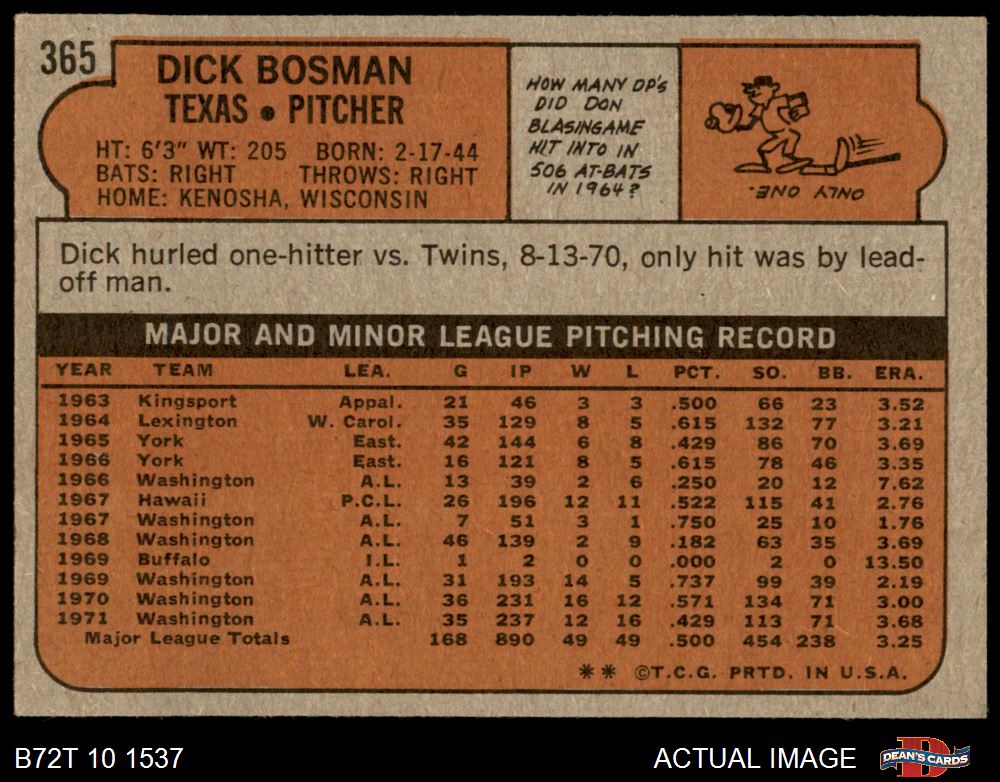 365
DICK BOSMAN
TEXAS • PITCHER
HT: 6'3" WT: 205 BORN: 2-17-44
BATS: RIGHT THROWS: RIGHT
HOME: KENOSHA, WISCONSIN
HOW MANY DP'S
DID DON
BLASINGAME
HIT INTO IN
506 AT-BATS
IN 1964?
ONLY ONE.
Dick hurled one-hitter vs. Twins, 8-13-70, only hit was by lead-
off man.
MAJOR AND MINOR LEAGUE PITCHING RECORD
YEAR TEAM LEA. G IP W L PCT. SO. BB. ERA.
1963 Kingsport Appal. 21 46 3 3 .500 66 23 3.52
1964 Lexington W. Carol. 35 129 8 5 .615 132 77 3.21
1965 York East. 42 144 6 8 .429 86 70 3.69
1966 York East. 16 121 8 5 .615 78 46 3.35
1966 Washington A.L. 13 39 2 6 .250 20 12 7.62
1967 Hawaii P.C.L. 26 196 12 11 .522 115 41 2.76
1967 Washington A.L. 7 51 3 1 .750 25 10 1.76
1968 Washington A.L. 46 139 2 9 .182 63 35 3.69
1969 Buffalo I.L. 1 2 0 0 .000 2 0 13.50
1969 Washington A.L. 31 193 14 5 .737 99 39 2.19
1970 Washington A.L. 36 231 16 12 .571 134 71 3.00
1971 Washington A.L. 35 237 12 16 .429 113 71 3.68
Major League Totals 168 890 49 49 .500 454 238 3.25
** ©T.C.G. PRTD. IN U.S.A.
B72T 10 1537
ACTUAL IMAGE
D
DEAN'S CARDS